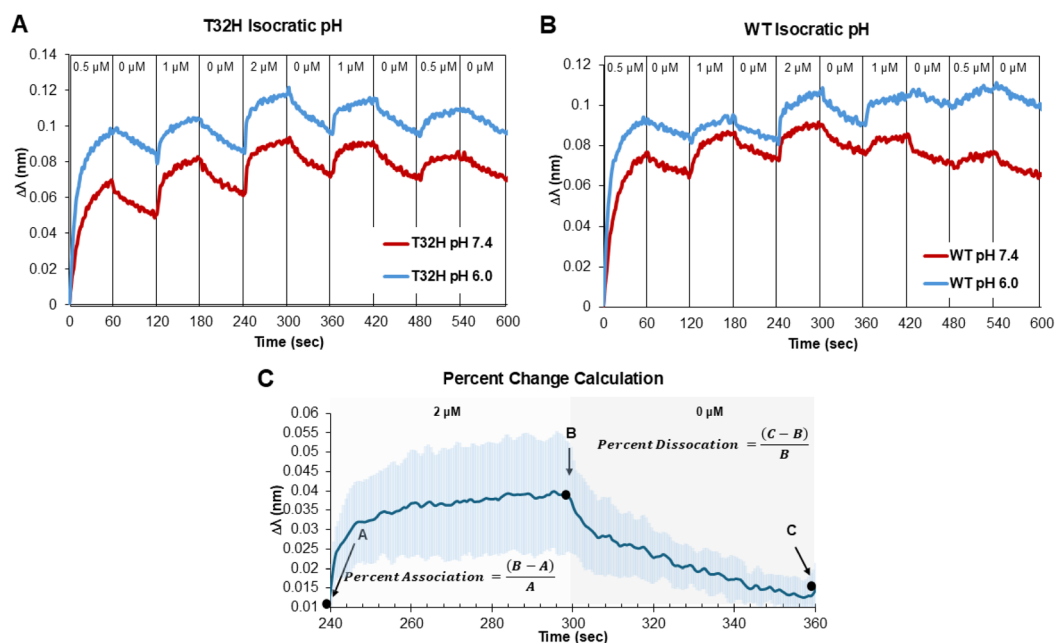 A
T32H Isocratic pH
0.14
0.12
0.1
0.08
0.06
0.04
0.02
0
Δλ (nm)
0.5 µM 0 µM 1 µM 0 µM 2 µM 0 µM 1 µM 0 µM 0.5 µM 0 µM
T32H pH 7.4
T32H pH 6.0
0 60 120 180 240 300 360 420 480 540 600
Time (sec)
B
WT Isocratic pH
0.12
0.1
0.08
0.06
0.04
0.02
0
Δλ (nm)
0.5 µM 0 µM 1 µM 0 µM 2 µM 0 µM 1 µM 0 µM 0.5 µM 0 µM
WT pH 7.4
WT pH 6.0
0 60 120 180 240 300 360 420 480 540 600
Time (sec)
C
Percent Change Calculation
0.06
0.055
0.05
0.045
0.04
0.035
0.03
0.025
0.02
0.015
0.01
Δλ (nm)
2 µM 0 µM
B
Percent Dissocation = (C − B) / B
A
C
Percent Association = (B − A) / A
240 260 280 300 320 340 360
Time (sec)